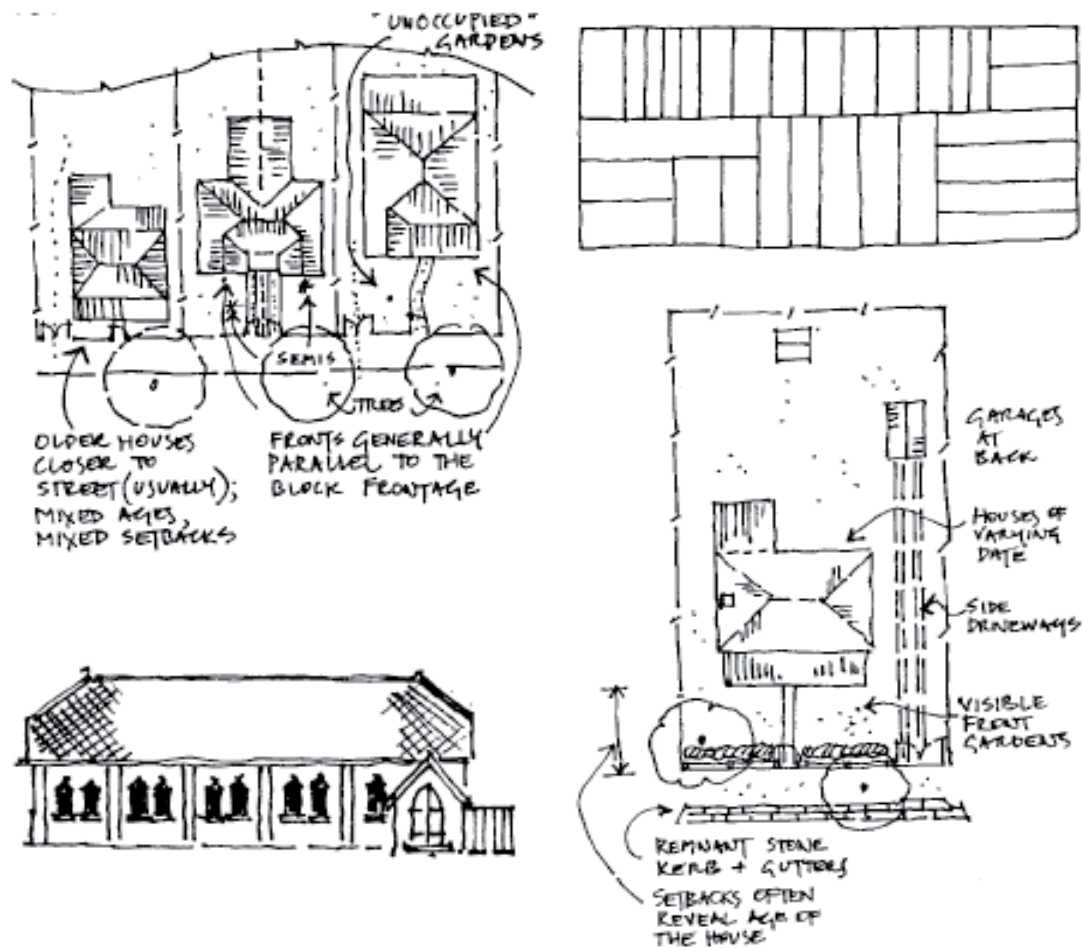 "UNOCCUPIED"
GARDENS
SEMIS
TREES
OLDER HOUSES
CLOSER TO
STREET (USUALLY);
MIXED AGES,
MIXED SETBACKS
FRONTS GENERALLY
PARALLEL TO THE
BLOCK FRONTAGE
GARAGES
AT
BACK
HOUSES OF
VARYING
DATE
SIDE
DRIVEWAYS
VISIBLE
FRONT
GARDENS
REMNANT STONE
KERB + GUTTERS
SETBACKS OFTEN
REVEAL AGE OF
THE HOUSE